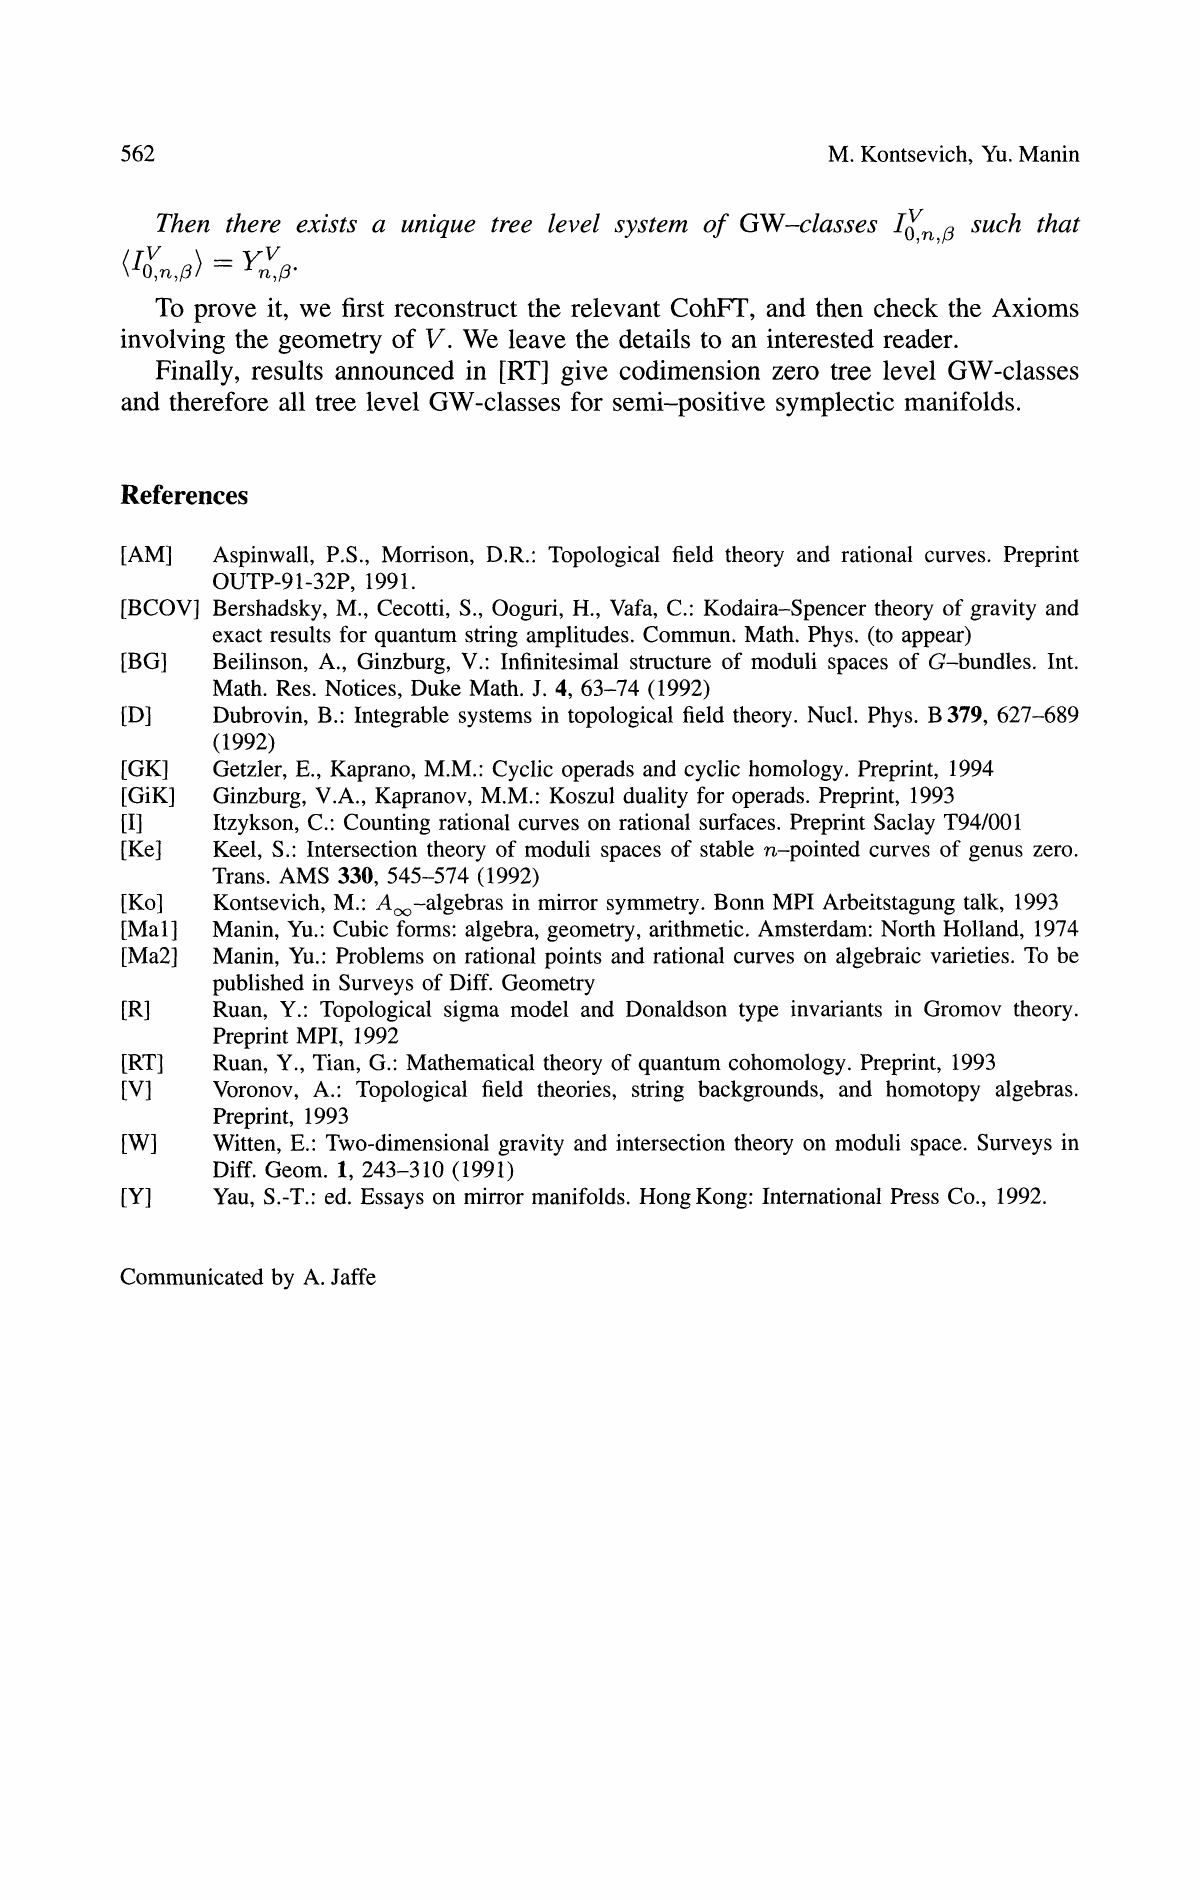 562 M. Kontsevich, Yu. Manin
Then there exists a unique tree level system of GW–classes $I^V_{0,n,\beta}$ such that
$\langle I^V_{0,n,\beta} \rangle = Y^V_{n,\beta}$.
To prove it, we first reconstruct the relevant CohFT, and then check the Axioms
involving the geometry of V. We leave the details to an interested reader.
Finally, results announced in [RT] give codimension zero tree level GW-classes
and therefore all tree level GW-classes for semi–positive symplectic manifolds.
References
[AM] Aspinwall, P.S., Morrison, D.R.: Topological field theory and rational curves. Preprint
OUTP-91-32P, 1991.
[BCOV] Bershadsky, M., Cecotti, S., Ooguri, H., Vafa, C.: Kodaira–Spencer theory of gravity and
exact results for quantum string amplitudes. Commun. Math. Phys. (to appear)
[BG] Beilinson, A., Ginzburg, V.: Infinitesimal structure of moduli spaces of G–bundles. Int.
Math. Res. Notices, Duke Math. J. 4, 63–74 (1992)
[D] Dubrovin, B.: Integrable systems in topological field theory. Nucl. Phys. B 379, 627–689
(1992)
[GK] Getzler, E., Kaprano, M.M.: Cyclic operads and cyclic homology. Preprint, 1994
[GiK] Ginzburg, V.A., Kapranov, M.M.: Koszul duality for operads. Preprint, 1993
[I] Itzykson, C.: Counting rational curves on rational surfaces. Preprint Saclay T94/001
[Ke] Keel, S.: Intersection theory of moduli spaces of stable n–pointed curves of genus zero.
Trans. AMS 330, 545–574 (1992)
[Ko] Kontsevich, M.: $A_\infty$–algebras in mirror symmetry. Bonn MPI Arbeitstagung talk, 1993
[Ma1] Manin, Yu.: Cubic forms: algebra, geometry, arithmetic. Amsterdam: North Holland, 1974
[Ma2] Manin, Yu.: Problems on rational points and rational curves on algebraic varieties. To be
published in Surveys of Diff. Geometry
[R] Ruan, Y.: Topological sigma model and Donaldson type invariants in Gromov theory.
Preprint MPI, 1992
[RT] Ruan, Y., Tian, G.: Mathematical theory of quantum cohomology. Preprint, 1993
[V] Voronov, A.: Topological field theories, string backgrounds, and homotopy algebras.
Preprint, 1993
[W] Witten, E.: Two-dimensional gravity and intersection theory on moduli space. Surveys in
Diff. Geom. 1, 243–310 (1991)
[Y] Yau, S.-T.: ed. Essays on mirror manifolds. Hong Kong: International Press Co., 1992.
Communicated by A. Jaffe